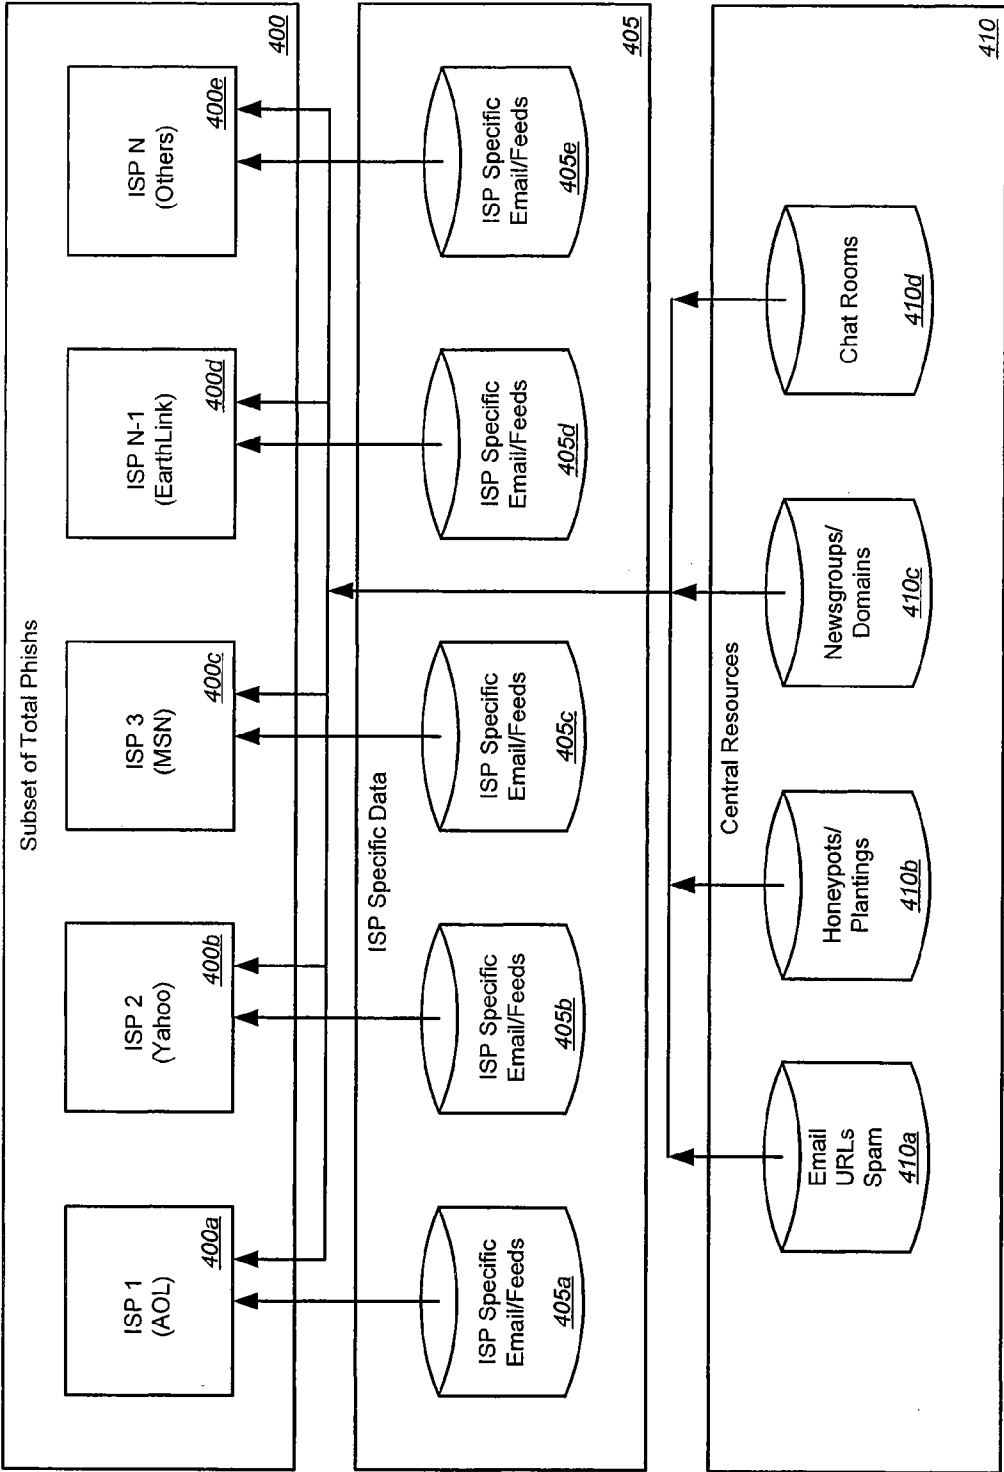 Subset of Total Phishs
ISP 1
(AOL)
400a
ISP 2
(Yahoo)
400b
ISP 3
(MSN)
400c
ISP N-1
(EarthLink)
400d
ISP N
(Others)
400e
400
ISP Specific Data
ISP Specific
Email/Feeds
405a
ISP Specific
Email/Feeds
405b
ISP Specific
Email/Feeds
405c
ISP Specific
Email/Feeds
405d
ISP Specific
Email/Feeds
405e
405
Central Resources
Email
URLs
Spam
410a
Honeypots/
Plantings
410b
Newsgroups/
Domains
410c
Chat Rooms
410d
410